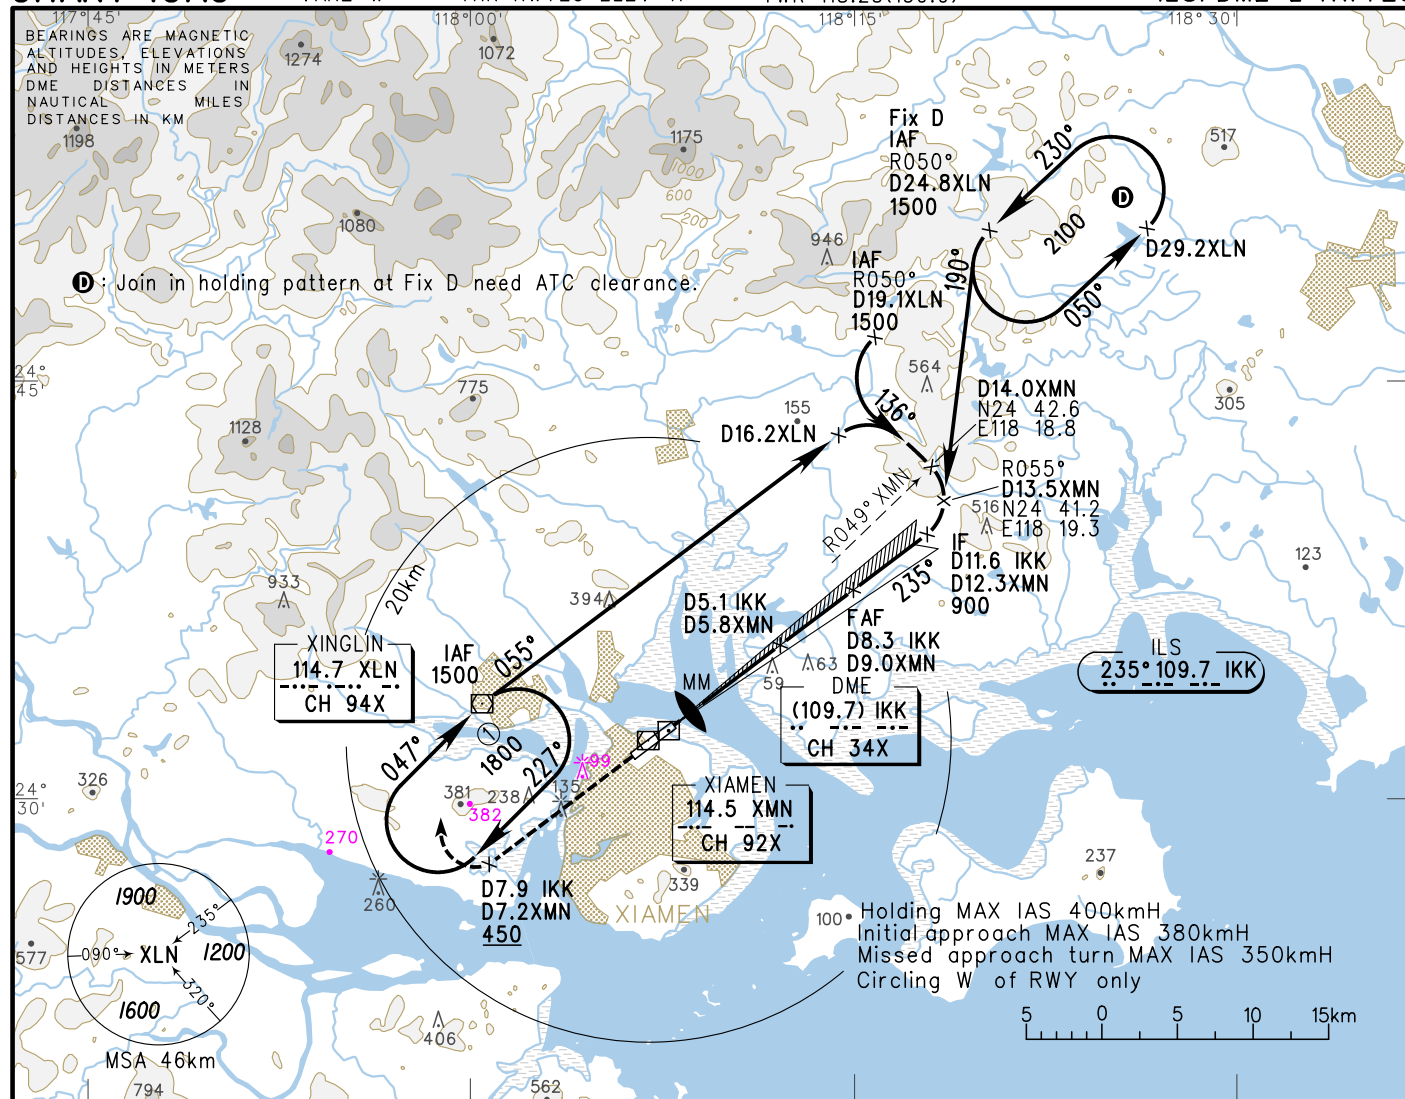 117°45'
118°00'
118°15'
118°30'
BEARINGS ARE MAGNETIC
ALTITUDES, ELEVATIONS
AND HEIGHTS IN METERS
DME DISTANCES IN
NAUTICAL MILES
DISTANCES IN KM
1274
1072
1198
1175
1000
600
200
1080
517
Fix D
IAF
R050°
D24.8XLN
1500
230°
D
2100
D29.2XLN
050°
190°
946
IAF
R050°
D19.1XLN
1500
D : Join in holding pattern at Fix D need ATC clearance.
24°
45'
775
564
305
1128
155
136°
D16.2XLN
D14.0XMN
N24 42.6
E118 18.8
R055°
D13.5XMN
N24 41.2
E118 19.3
516
R049° XMN
IF
D11.6 IKK
D12.3XMN
900
123
933
20km
394
235°
D5.1 IKK
D5.8XMN
FAF
D8.3 IKK
D9.0XMN
63
59
XINGLIN
114.7 XLN
CH 94X
IAF
1500
055°
MM
DME
(109.7) IKK
CH 34X
ILS
235° 109.7 IKK
1
1800
047°
227°
99
135
238
381
382
XIAMEN
114.5 XMN
CH 92X
326
24°
30'
270
260
339
XIAMEN
237
100
D7.9 IKK
D7.2XMN
450
577
1900
1200
1600
235°
090°
320°
XLN
MSA 46km
406
794
562
Holding MAX IAS 400kmH
Initial approach MAX IAS 380kmH
Missed approach turn MAX IAS 350kmH
Circling W of RWY only
5 0 5 10 15km